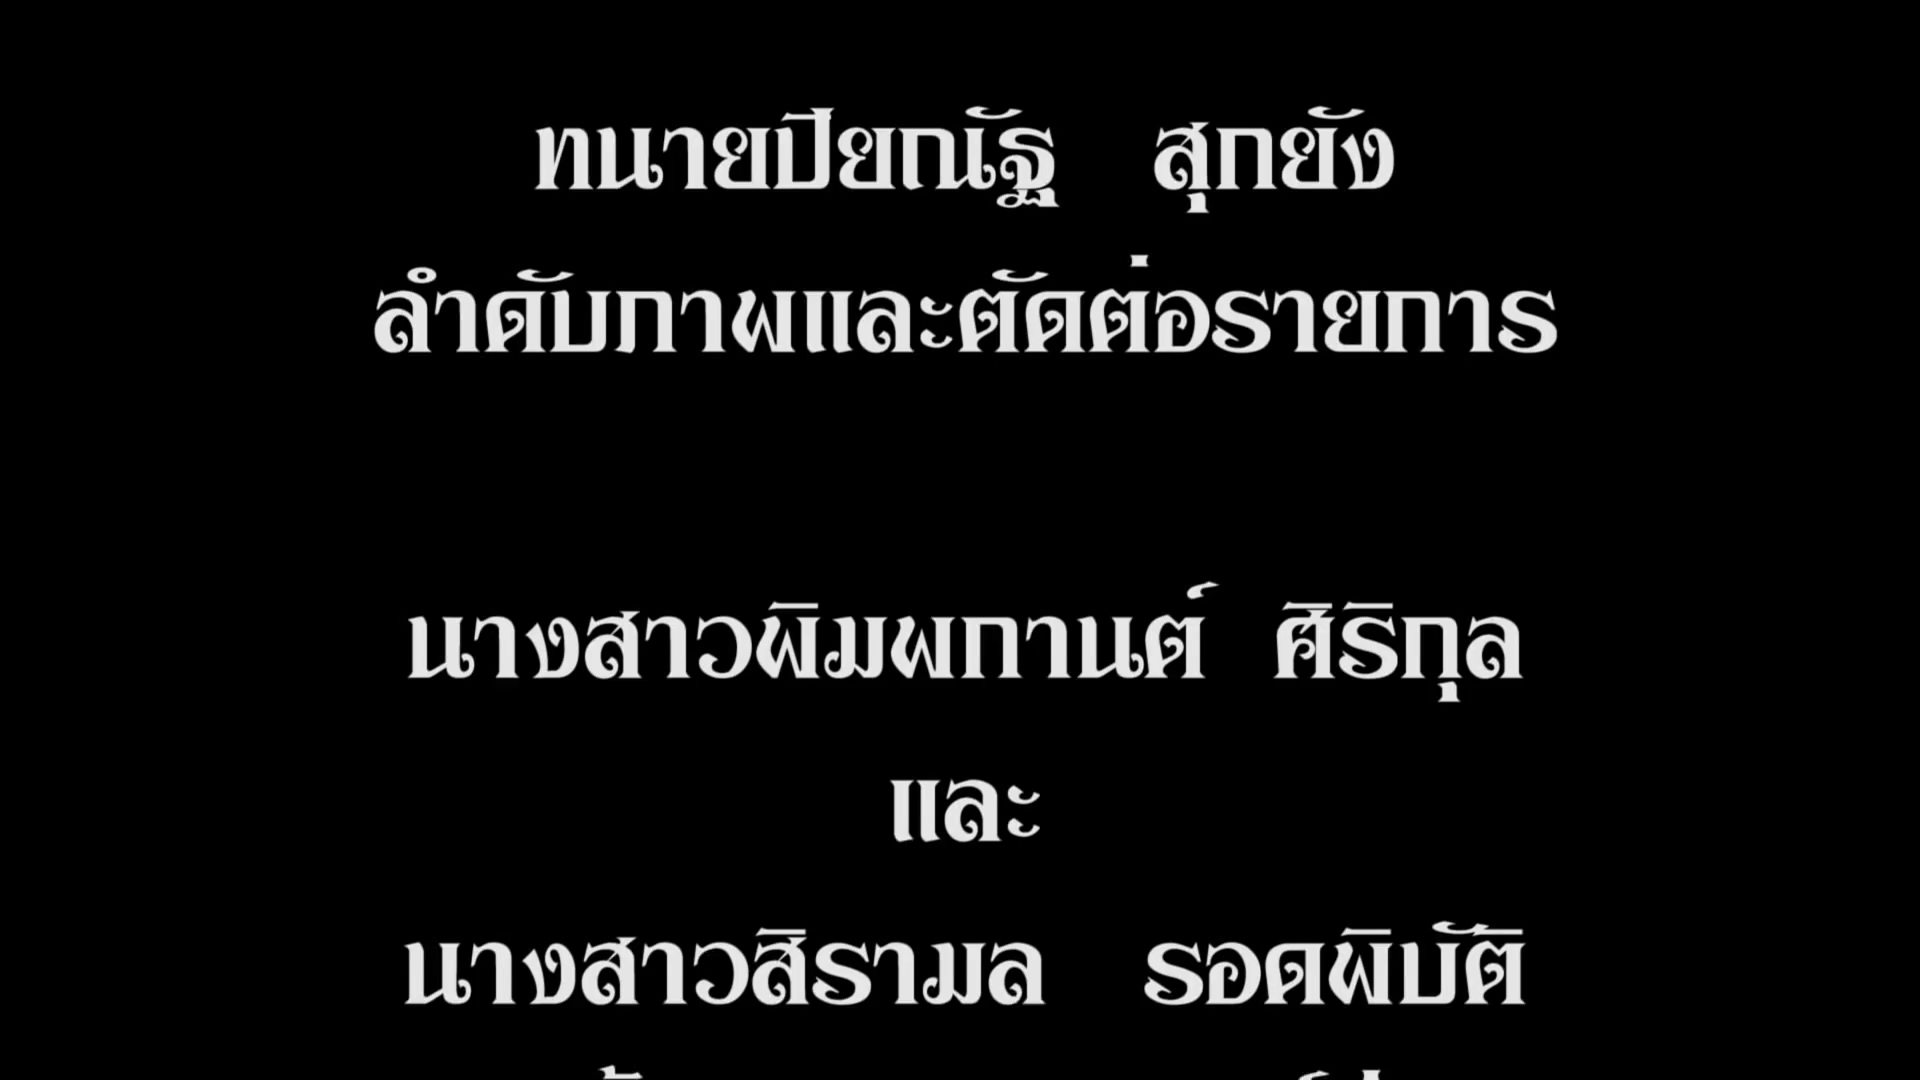 ทนายปิยณัฐ สุกยัง
ลำดับภาพและตัดต่อรายการ
นางสาวพิมพกานต์ ศิริกุล
และ
นางสาวสิรามล รอดพิบัติ